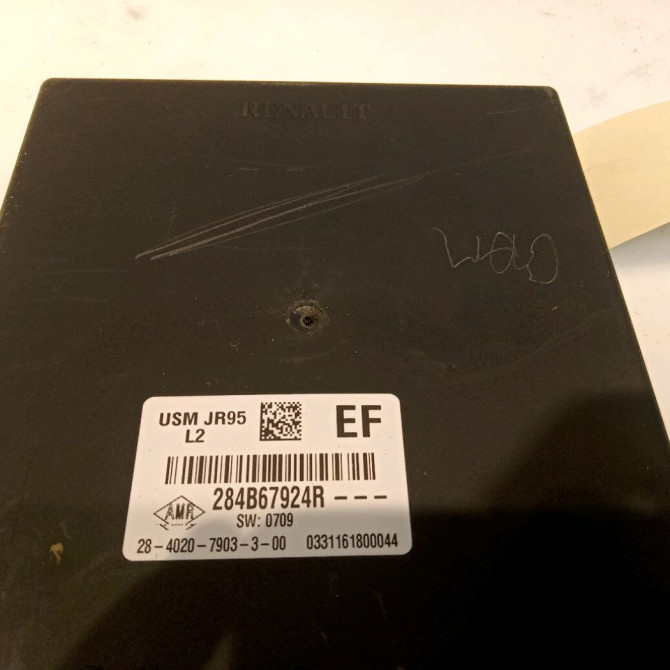 RENAULT
USM JR95
L2
EF
284B67924R ---
AMR
SW: 0709
28-4020-7903-3-00 0331161800044